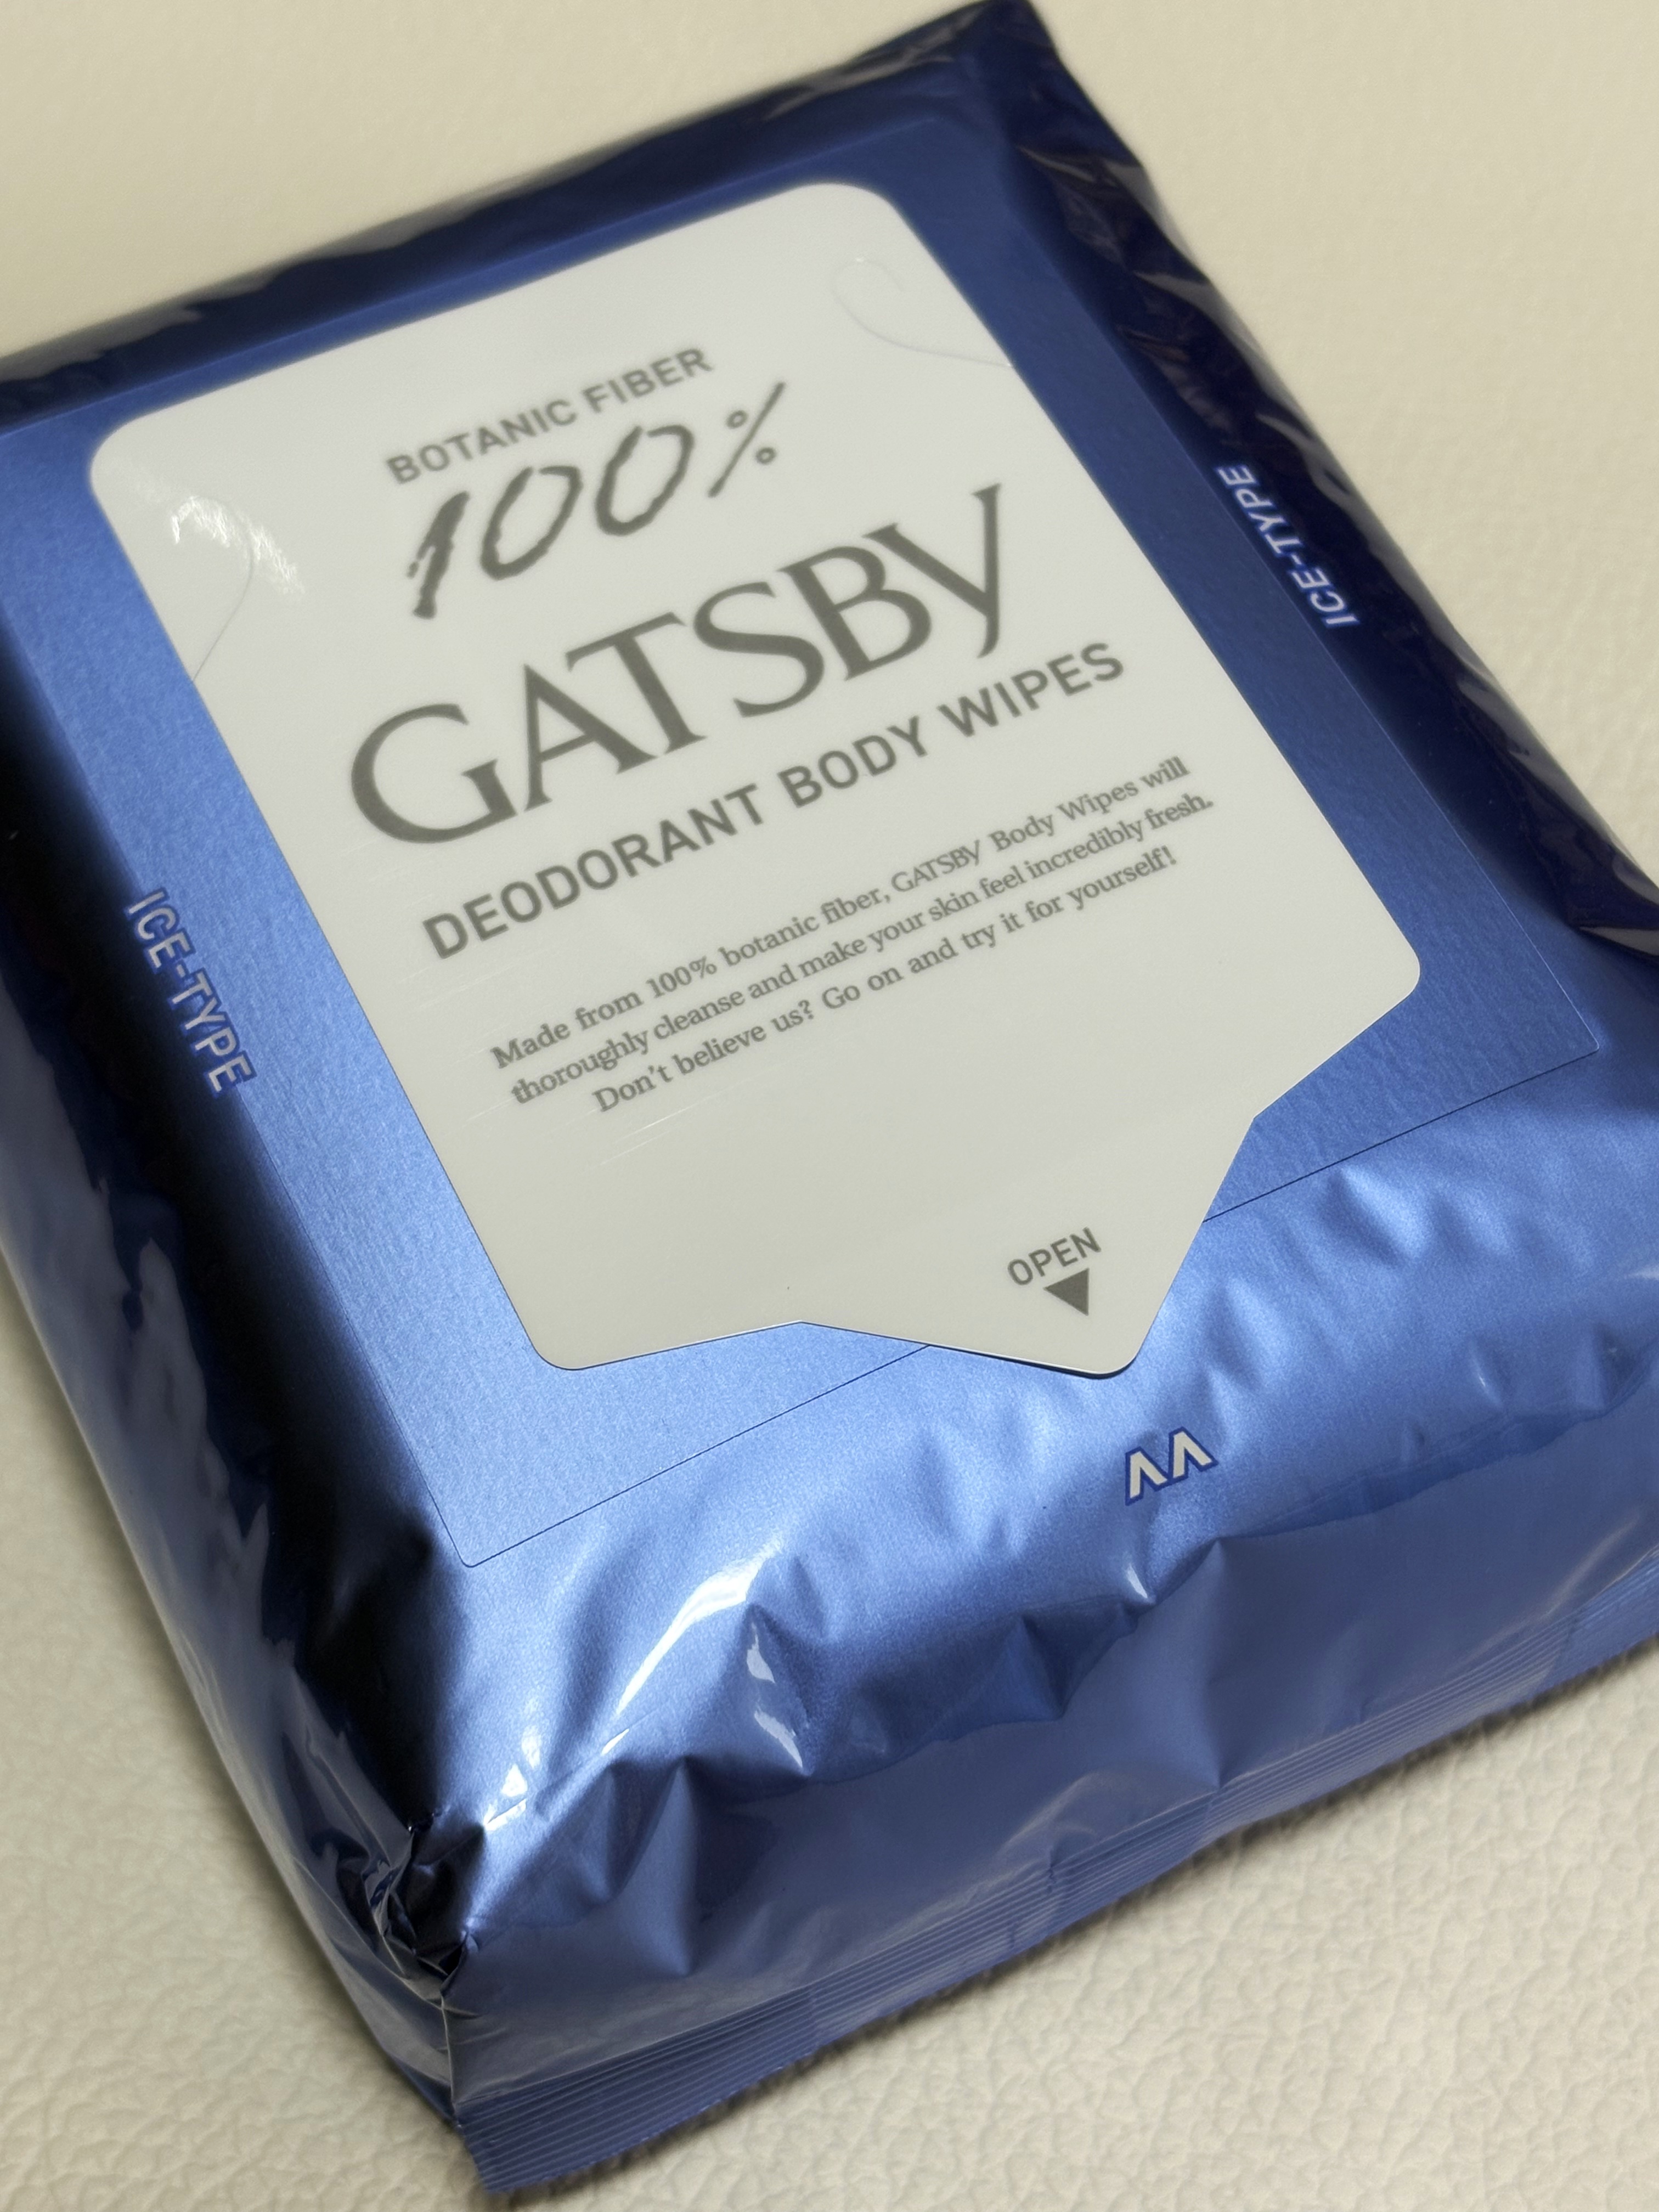 BOTANIC FIBER
100%
GATSBY
DEODORANT BODY WIPES
Made from 100% botanic fiber, GATSBY Body Wipes will
thoroughly cleanse and make your skin feel incredibly fresh.
Don't believe us? Go on and try it for yourself!
OPEN
ICE-TYPE
ICE-TYPE